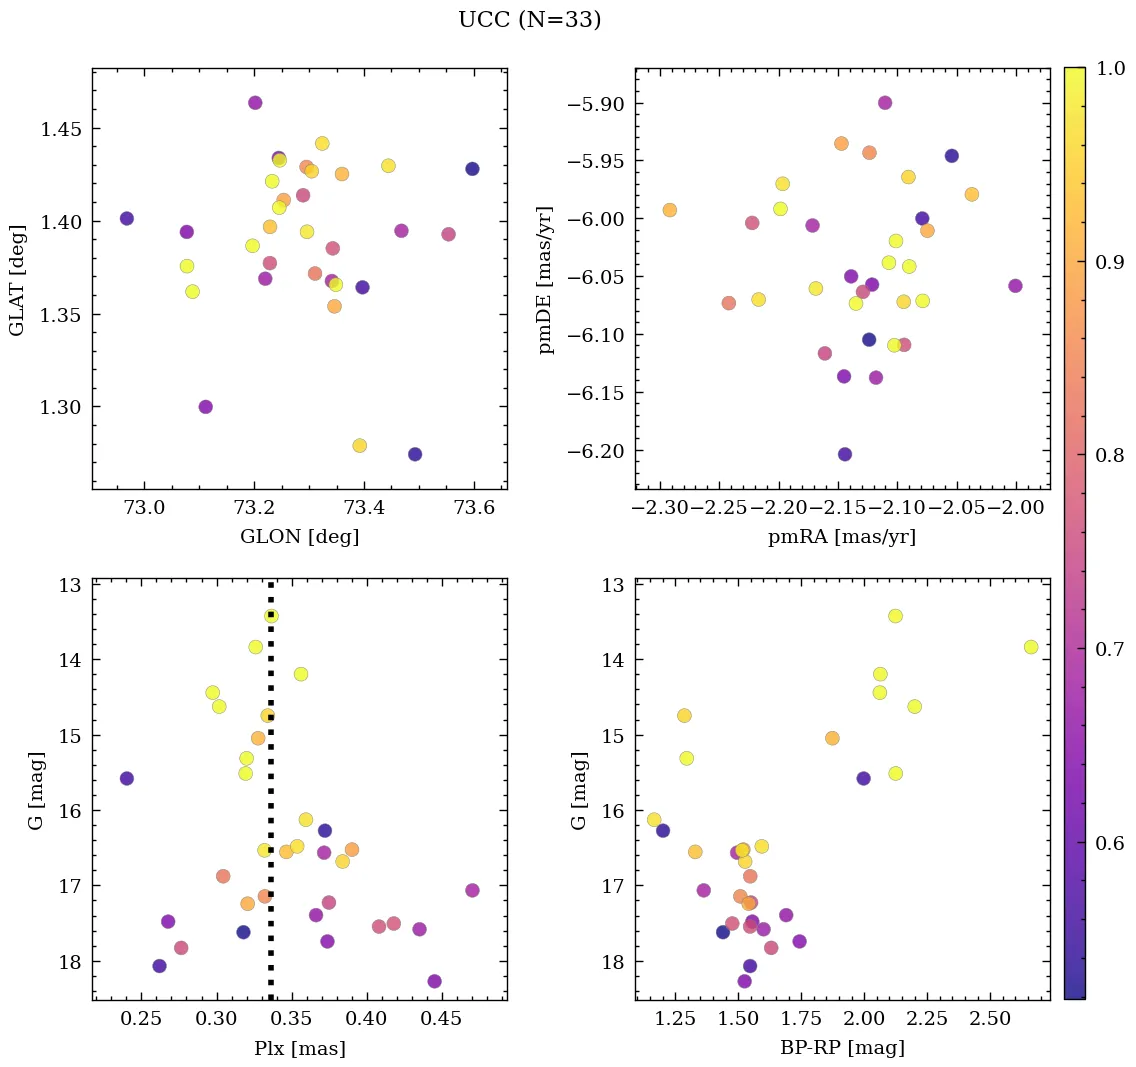 UCC (N=33)
1.45
1.40
1.35
1.30
GLAT [deg]
73.0 73.2 73.4 73.6
GLON [deg]
−5.90
−5.95
−6.00
−6.05
−6.10
−6.15
−6.20
pmDE [mas/yr]
−2.30 −2.25 −2.20 −2.15 −2.10 −2.05 −2.00
pmRA [mas/yr]
13
14
15
16
17
18
G [mag]
0.25 0.30 0.35 0.40 0.45
Plx [mas]
13
14
15
16
17
18
G [mag]
1.25 1.50 1.75 2.00 2.25 2.50
BP-RP [mag]
1.0
0.9
0.8
0.7
0.6